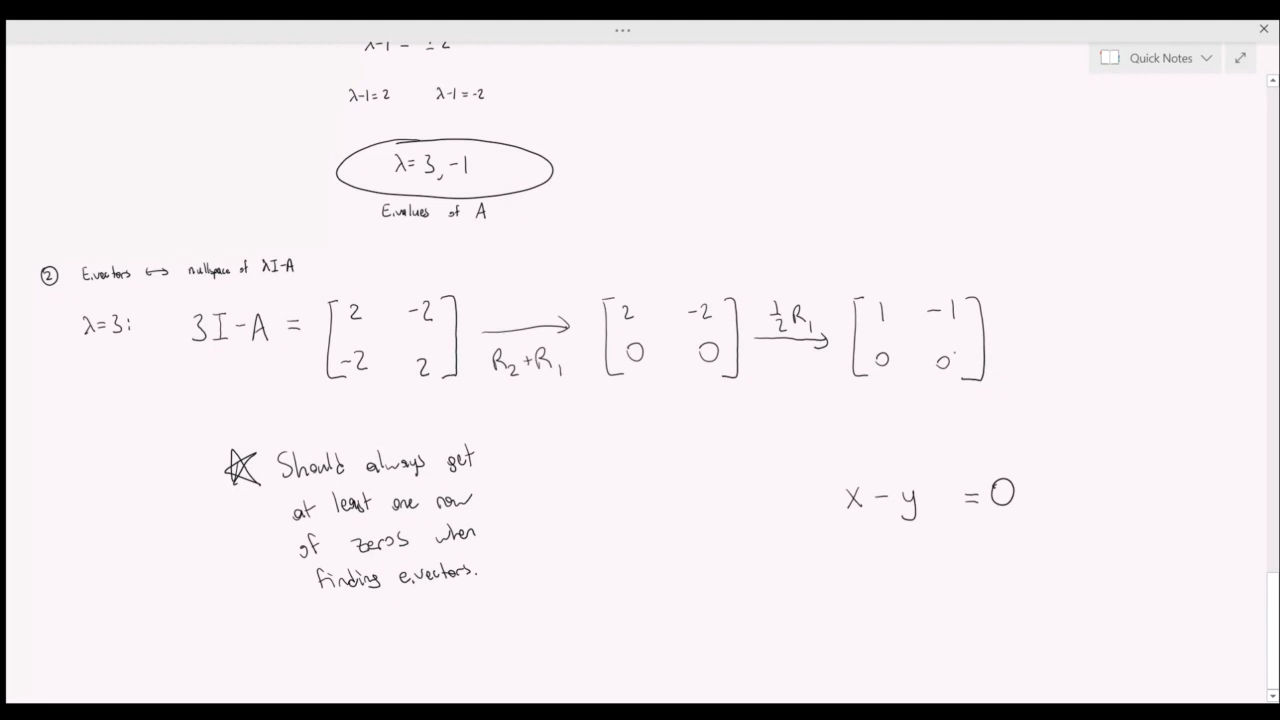 Quick Notes
λ-1 = ±2
λ-1=2 λ-1=-2
λ= 3, -1
E.values of A
② E.vectors ↔ nullspace of λI-A
λ=3: 3I-A = [2 -2; -2 2] → R₂+R₁ [2 -2; 0 0] → ½R₁ [1 -1; 0 0]
☆ Should always get
at least one row
of zeros when
finding e.vectors.
x - y = 0